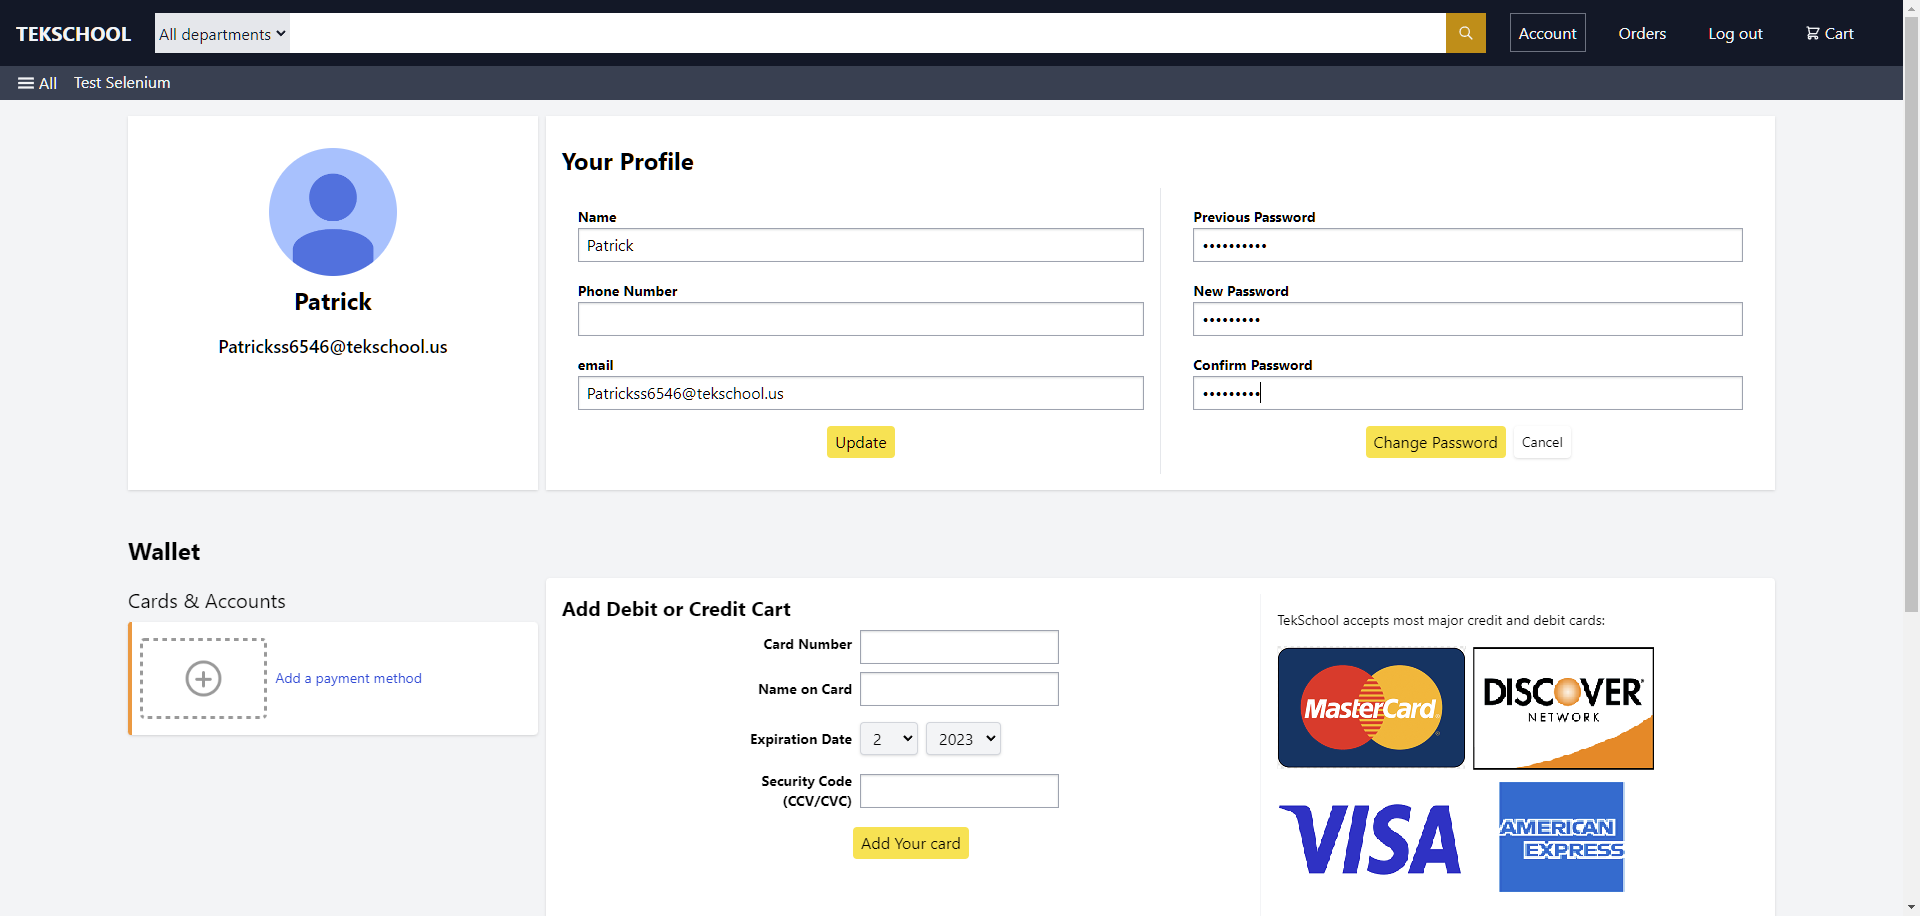 TEKSCHOOL
All departments
Account
Orders
Log out
Cart
All
Test Selenium
Patrick
Patrickss6546@tekschool.us
Your Profile
Name
Patrick
Phone Number
email
Patrickss6546@tekschool.us
Update
Previous Password
••••••••••
New Password
•••••••••
Confirm Password
•••••••••
Change Password
Cancel
Wallet
Cards & Accounts
Add a payment method
Add Debit or Credit Cart
Card Number
Name on Card
Expiration Date
2
2023
Security Code
(CCV/CVC)
Add Your card
TekSchool accepts most major credit and debit cards:
MasterCard
DISCOVER
NETWORK
VISA
AMERICAN
EXPRESS